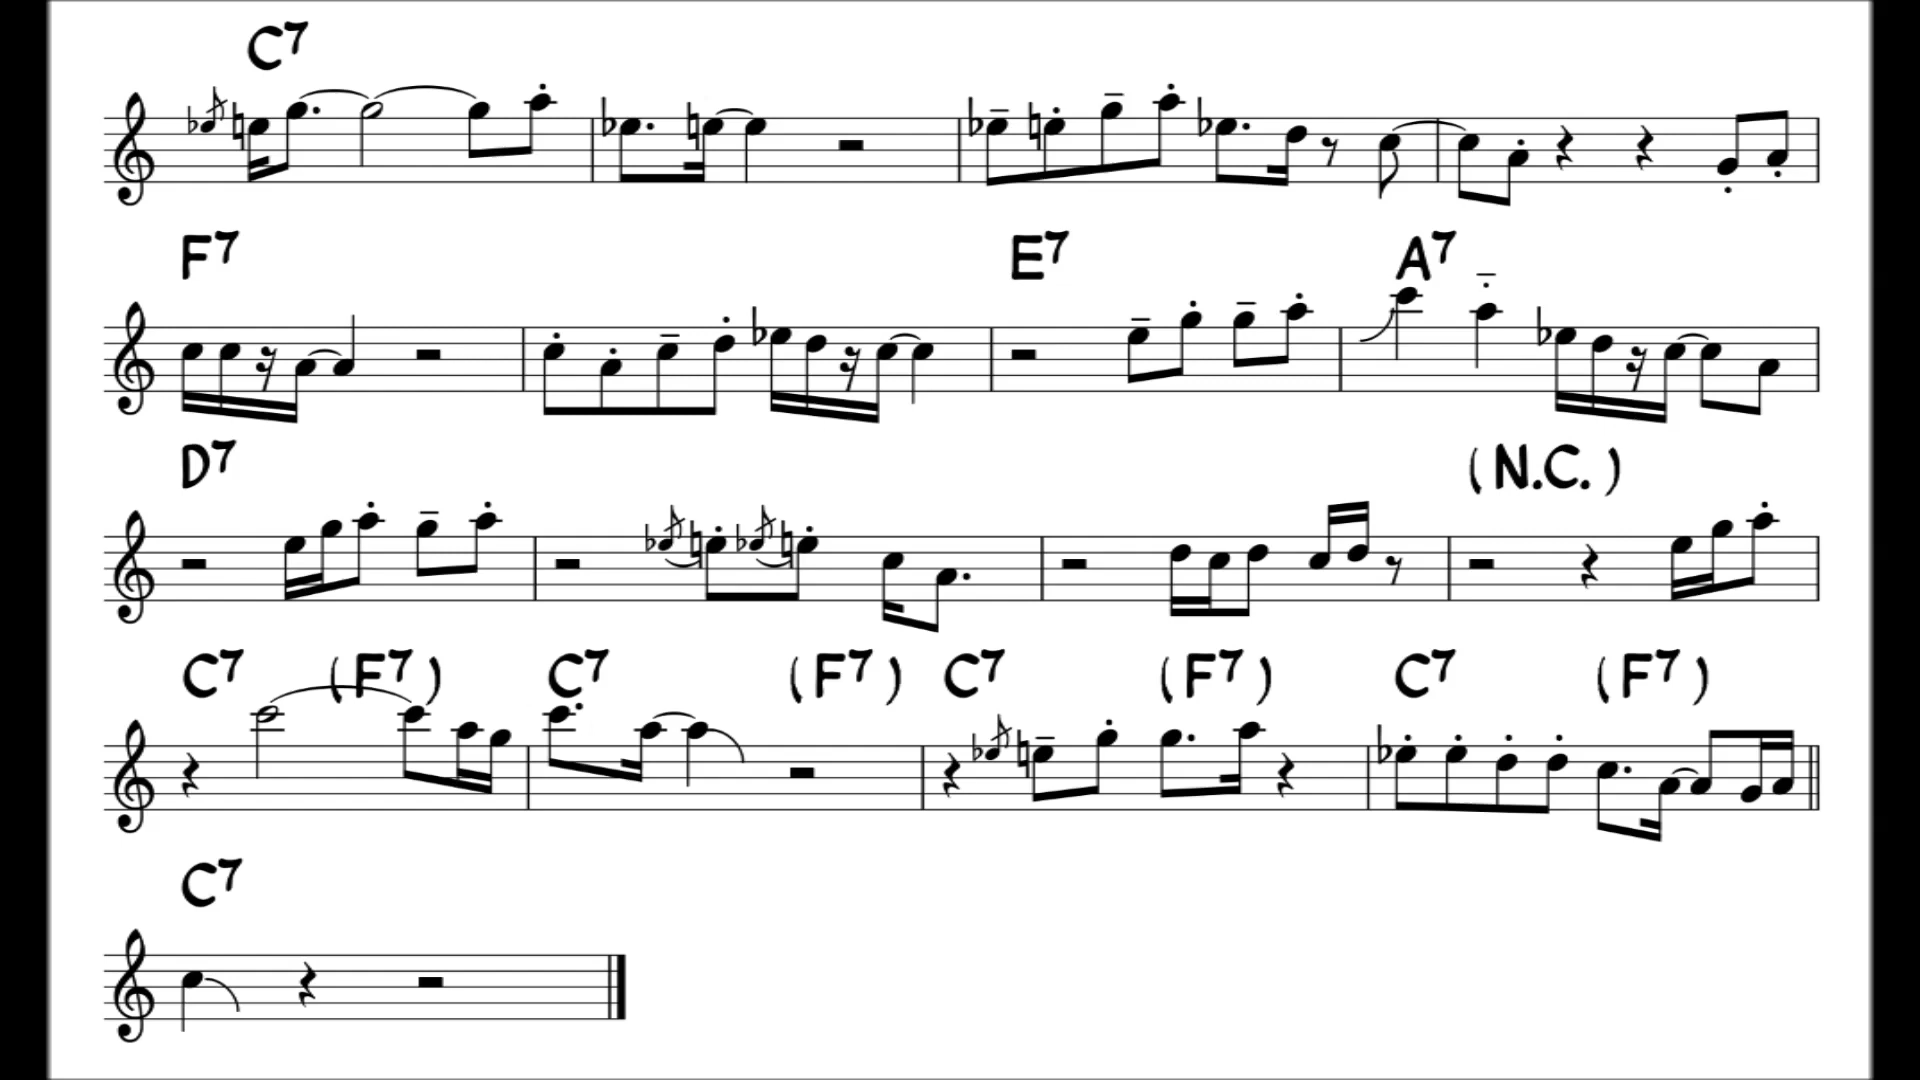 C7
F7 E7 A7
D7 (N.C.)
C7 (F7) C7 (F7) C7 (F7) C7 (F7)
C7